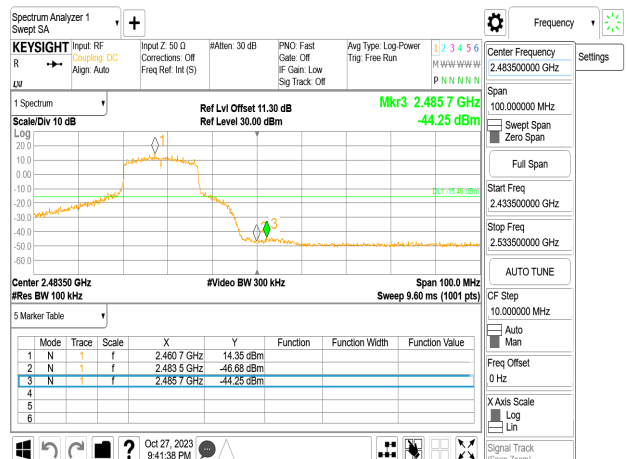 Spectrum Analyzer 1
Swept SA
Frequency
KEYSIGHT
R
Input: RF
Coupling: DC
Align: Auto
Input Z: 50 Ω
Corrections: Off
Freq Ref: Int (S)
#Atten: 30 dB
PNO: Fast
Gate: Off
IF Gain: Low
Sig Track: Off
Avg Type: Log-Power
Trig: Free Run
1 2 3 4 5 6
M W W W W W
P N N N N N
LXI
1 Spectrum
Scale/Div 10 dB
Ref Lvl Offset 11.30 dB
Ref Level 30.00 dBm
Mkr3 2.485 7 GHz
-44.25 dBm
Log
20.0
10.0
0.00
-10.0
-20.0
-30.0
-40.0
-50.0
-60.0
1
3
DL1 -15.46 dBm
Center 2.48350 GHz
#Res BW 100 kHz
#Video BW 300 kHz
Span 100.0 MHz
Sweep 9.60 ms (1001 pts)
5 Marker Table
Mode Trace Scale X Y Function Function Width Function Value
1 N 1 f 2.460 7 GHz 14.35 dBm
2 N 1 f 2.483 5 GHz -46.68 dBm
3 N 1 f 2.485 7 GHz -44.25 dBm
4
5
6
Oct 27, 2023
9:41:38 PM
Center Frequency
2.483500000 GHz
Settings
Span
100.000000 MHz
Swept Span
Zero Span
Full Span
Start Freq
2.433500000 GHz
Stop Freq
2.533500000 GHz
AUTO TUNE
CF Step
10.000000 MHz
Auto
Man
Freq Offset
0 Hz
X Axis Scale
Log
Lin
Signal Track
(Span Zoom)